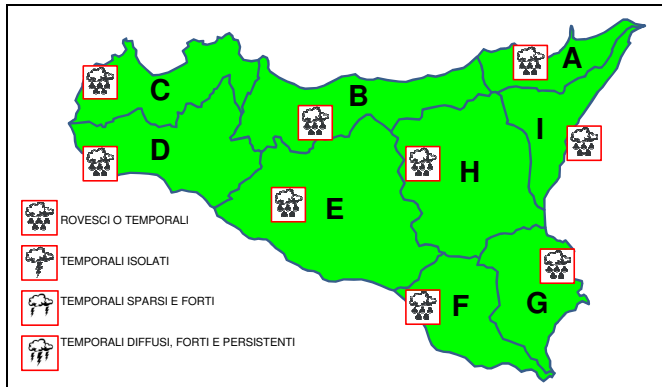 A
B
C
I
D
H
E
ROVESCI O TEMPORALI
TEMPORALI ISOLATI
F
G
TEMPORALI SPARSI E FORTI
TEMPORALI DIFFUSI, FORTI E PERSISTENTI